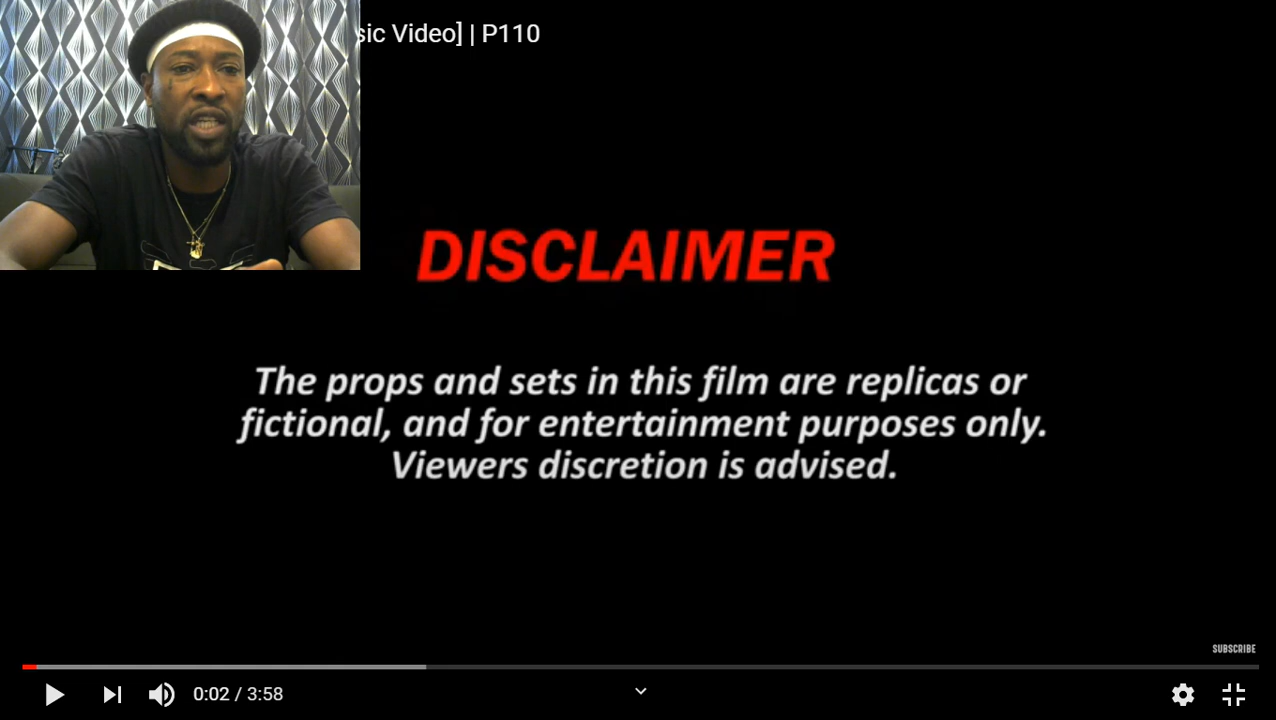 sic Video] | P110
DISCLAIMER
The props and sets in this film are replicas or
fictional, and for entertainment purposes only.
Viewers discretion is advised.
SUBSCRIBE
0:02 / 3:58